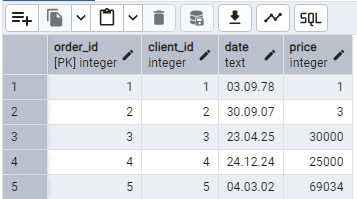 SQL
order_id client_id date price
[PK] integer integer text integer
1 1 1 03.09.78 1
2 2 2 30.09.07 3
3 3 3 23.04.25 30000
4 4 4 24.12.24 25000
5 5 5 04.03.02 69034